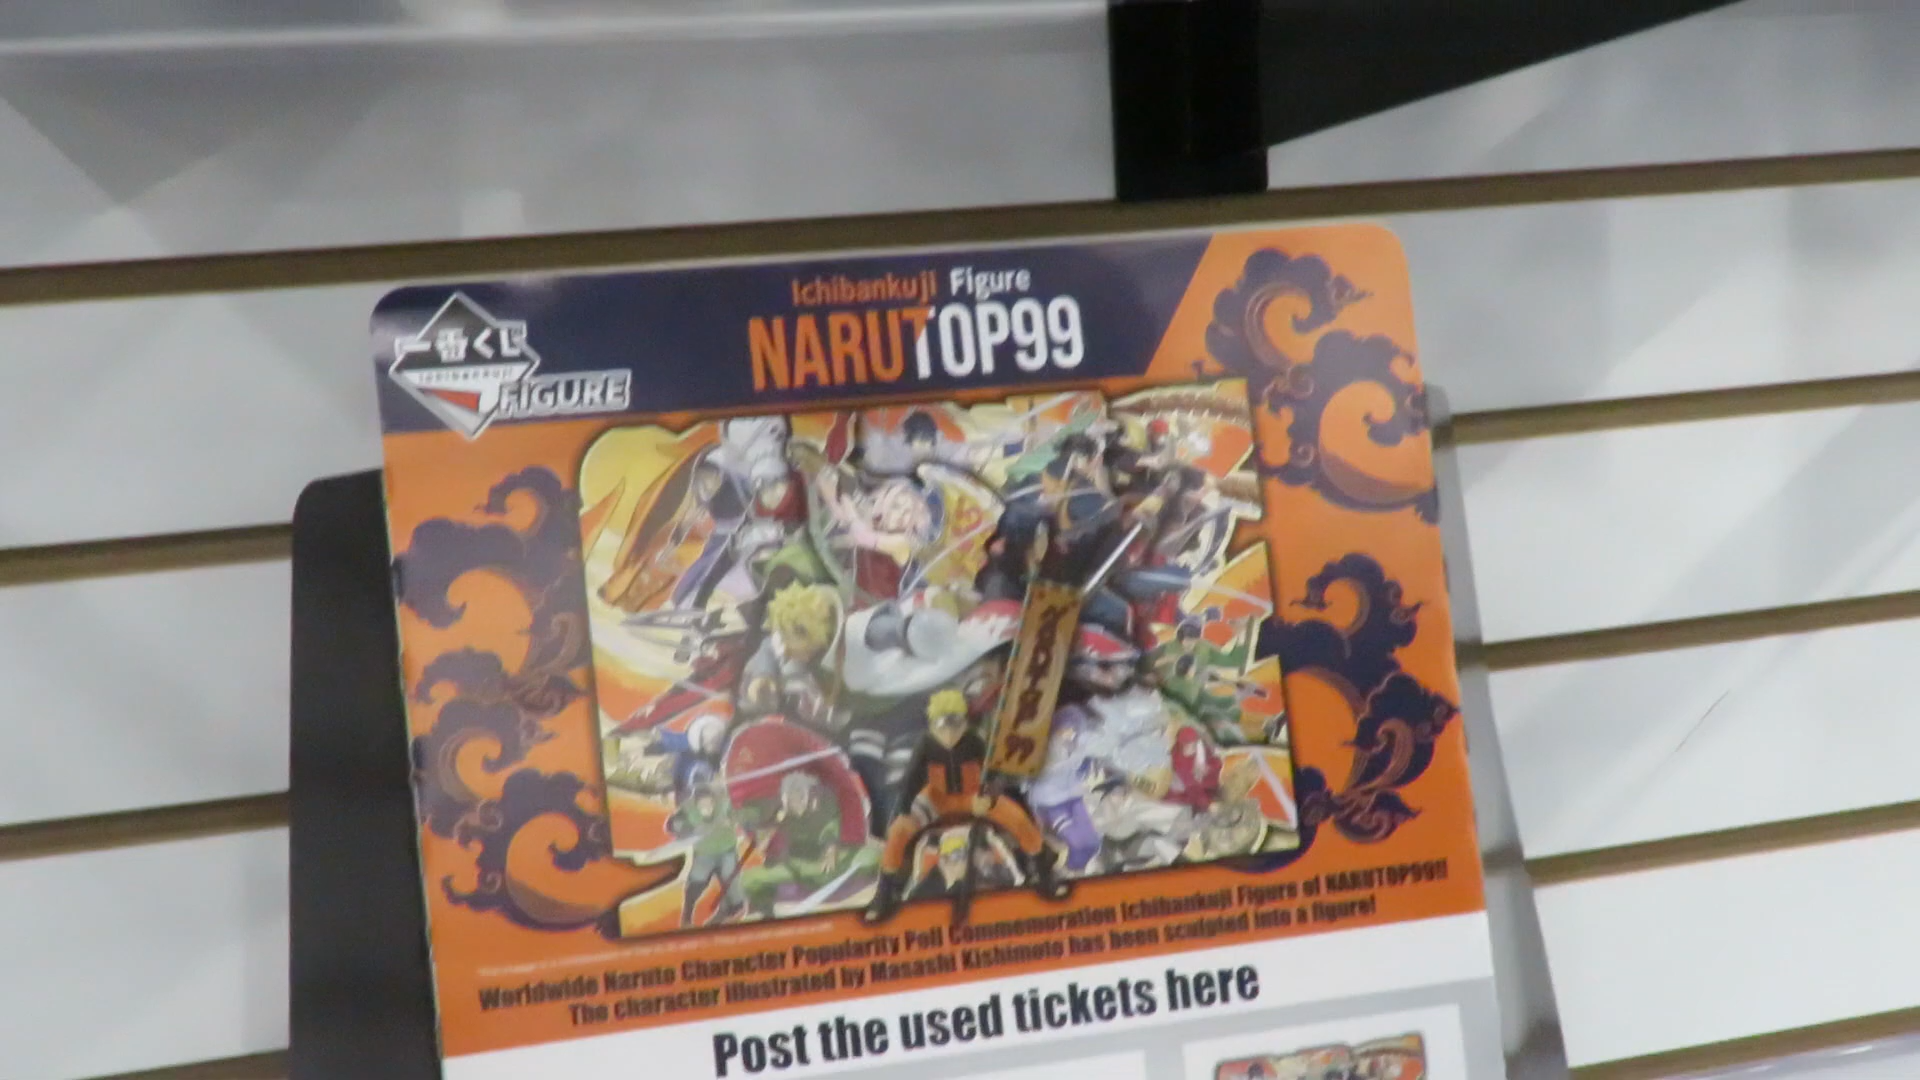 一番くじ
Ichibankuji
FIGURE
Ichibankuji Figure
NARUTOP99
Worldwide Naruto Character Popularity Poll Commemoration Ichibankuji Figure of NARUTOP99!!
The character illustrated by Masashi Kishimoto has been sculpted into a figure!
Post the used tickets here